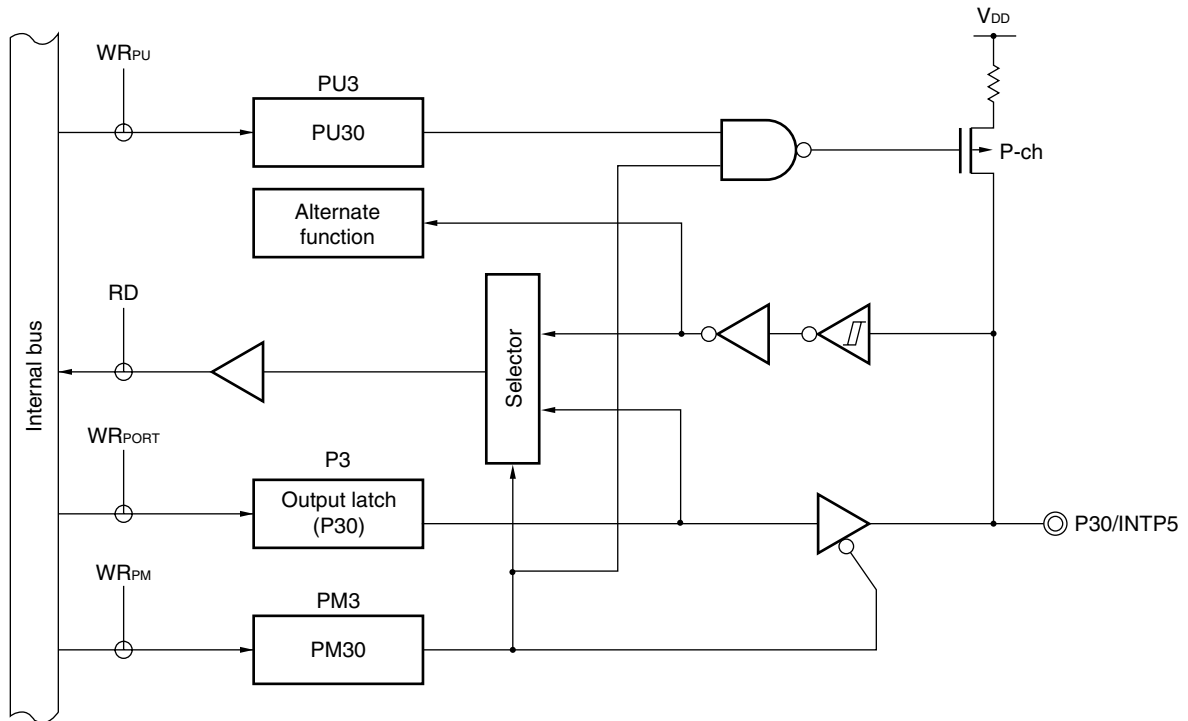 VDD
WRPU
PU3
PU30
P-ch
Alternate
function
RD
Internal bus
Selector
WRPORT
P3
Output latch
(P30)
P30/INTP5
WRPM
PM3
PM30